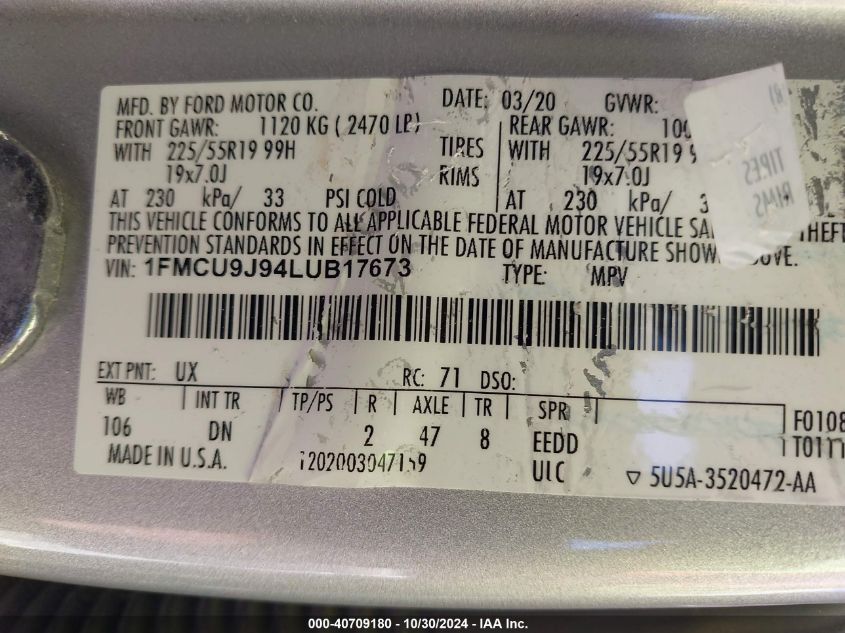 MFD. BY FORD MOTOR CO. DATE: 03/20 GVWR:
FRONT GAWR: 1120 KG ( 2470 LB) REAR GAWR:
WITH 225/55R19 99H TIRES WITH 225/55R19
19x7.0J RIMS 19x7.0J
AT 230 kPa/ 33 PSI COLD AT 230 kPa/
THIS VEHICLE CONFORMS TO ALL APPLICABLE FEDERAL MOTOR VEHICLE THEFT
PREVENTION STANDARDS IN EFFECT ON THE DATE OF MANUFACTURE SHOWN ABOVE.
VIN: 1FMCU9J94LUB17673 TYPE: MPV
EXT PNT: UX RC: 71 DSO:
WB INT TR TP/PS R AXLE TR SPR F0108
106 DN 2 47 8 EEDD
MADE IN U.S.A. ULC ▽ 5U5A-3520472-AA
TIRES
RIMS
000-40709180 - 10/30/2024 - IAA Inc.